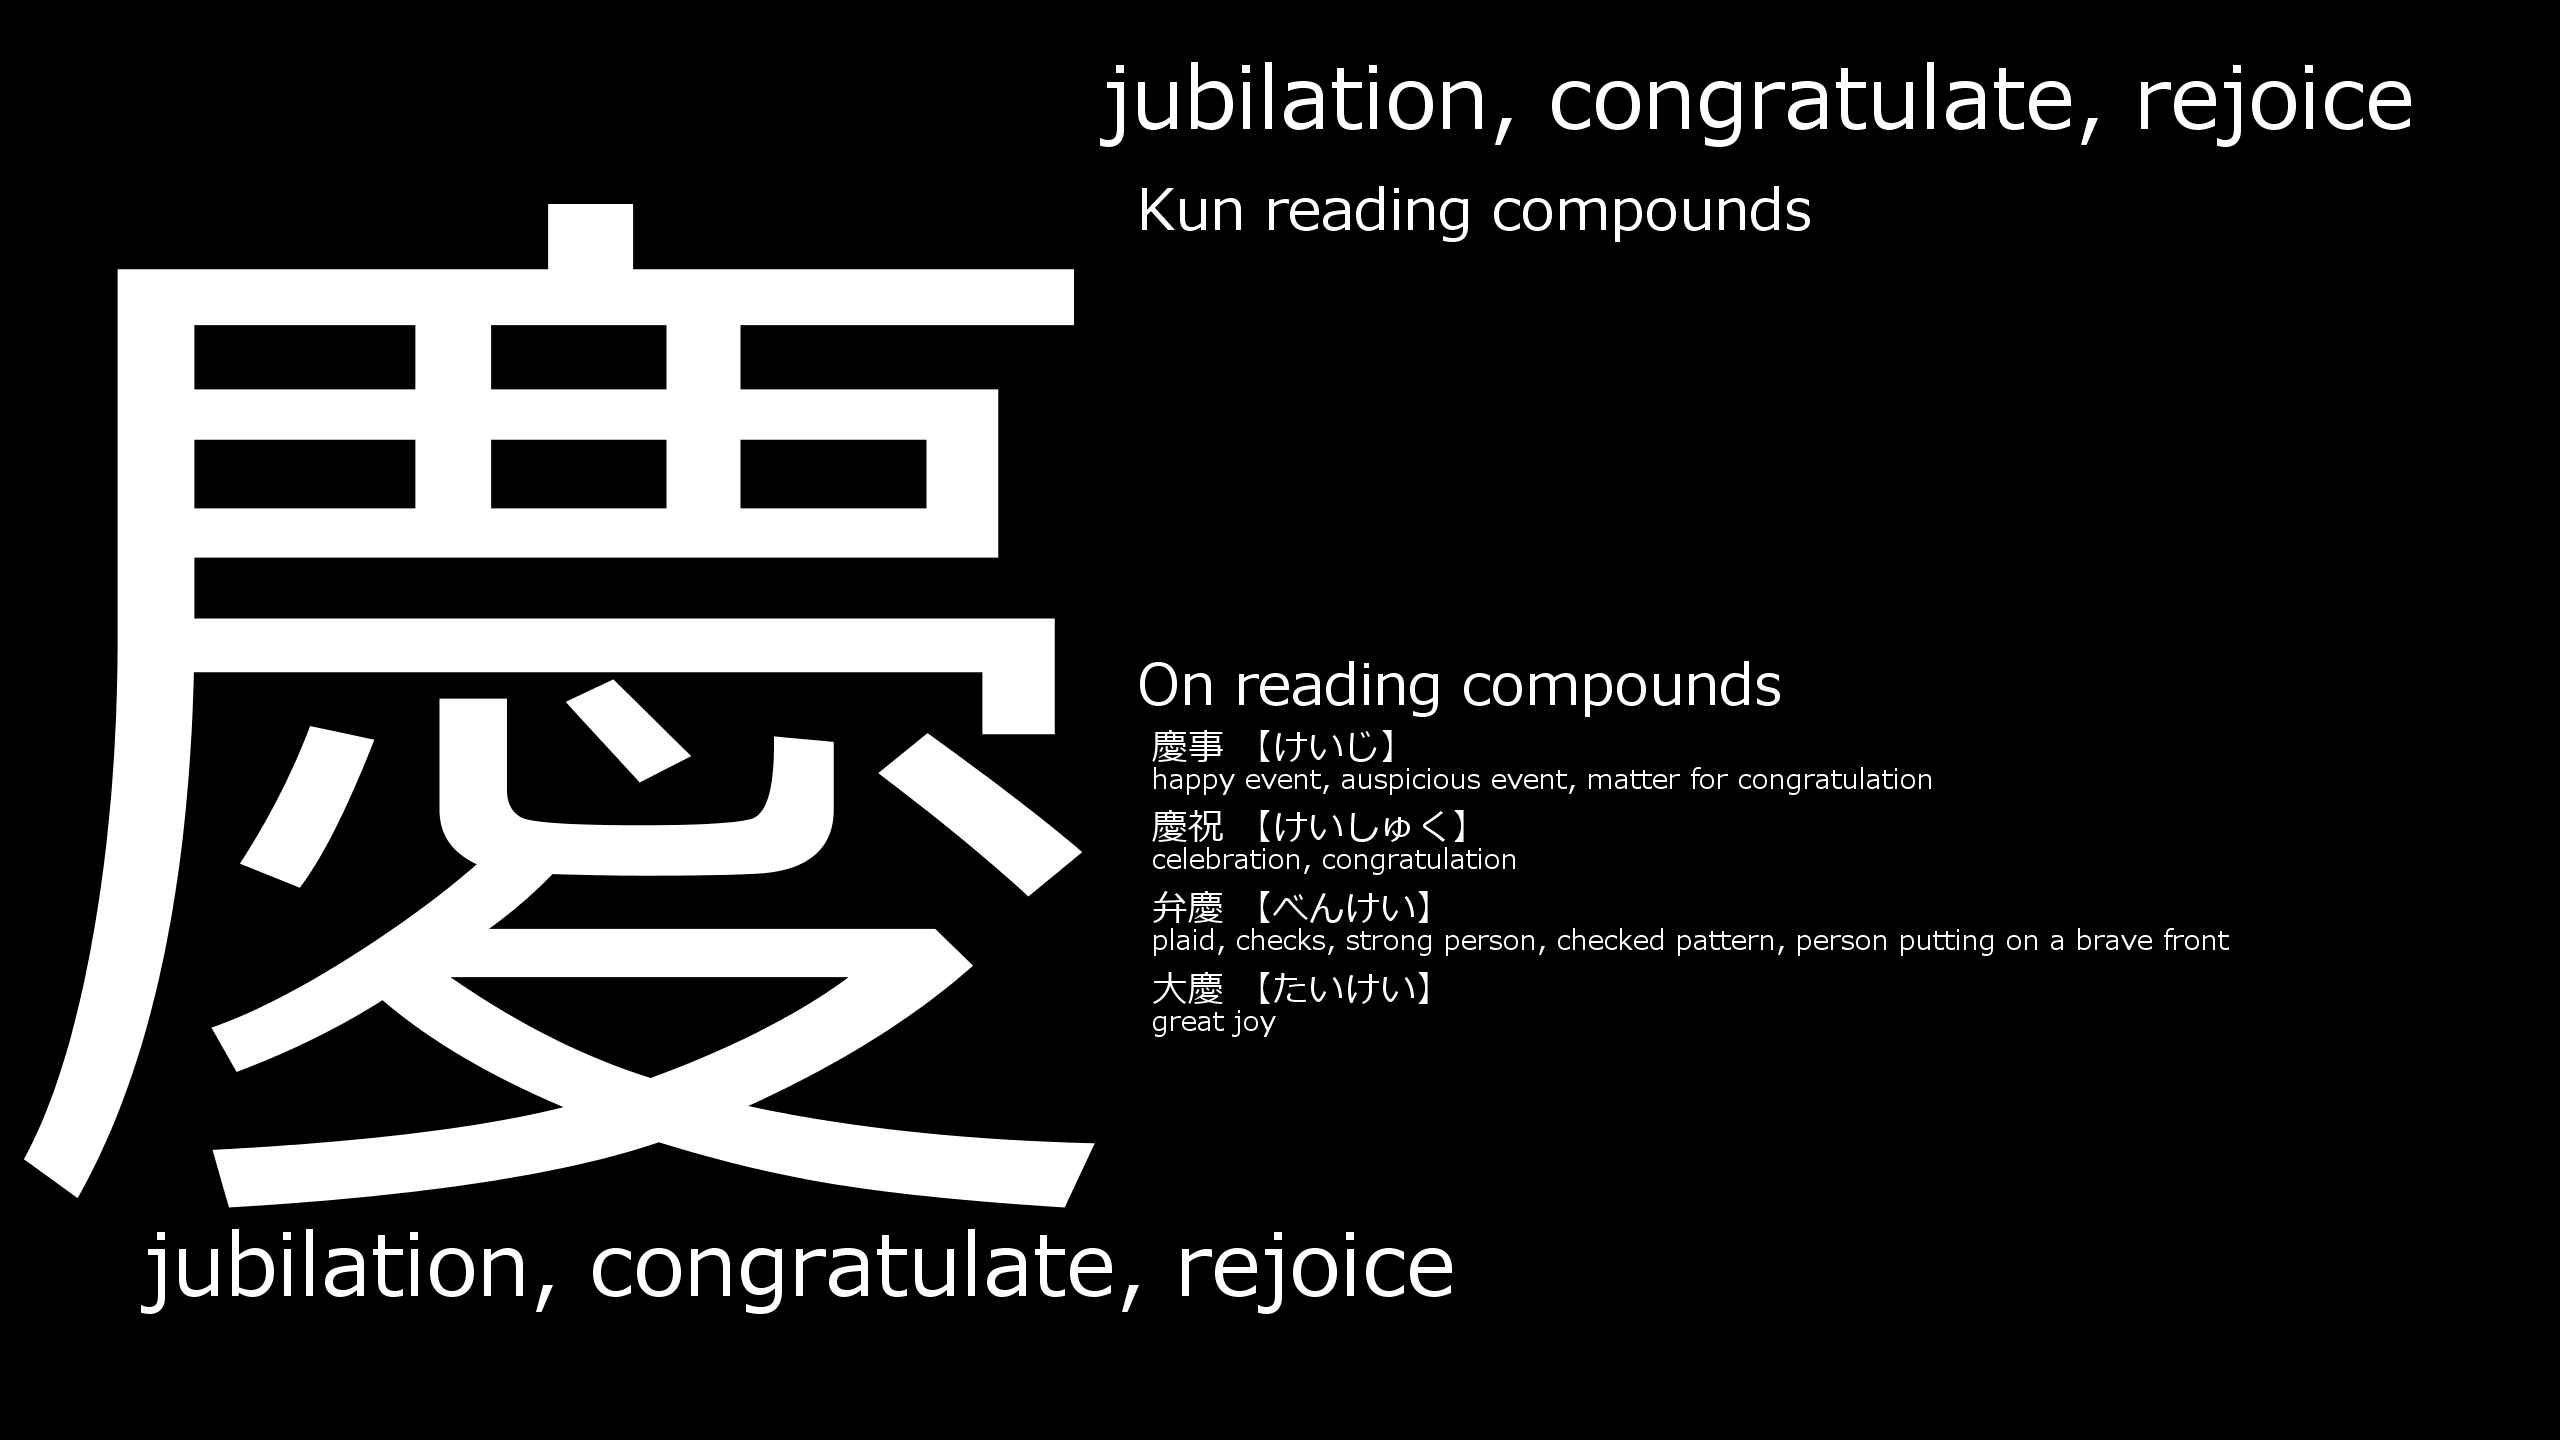 jubilation, congratulate, rejoice
Kun reading compounds
慶
On reading compounds
慶事 【けいじ】
happy event, auspicious event, matter for congratulation
慶祝 【けいしゅく】
celebration, congratulation
弁慶 【べんけい】
plaid, checks, strong person, checked pattern, person putting on a brave front
大慶 【たいけい】
great joy
jubilation, congratulate, rejoice